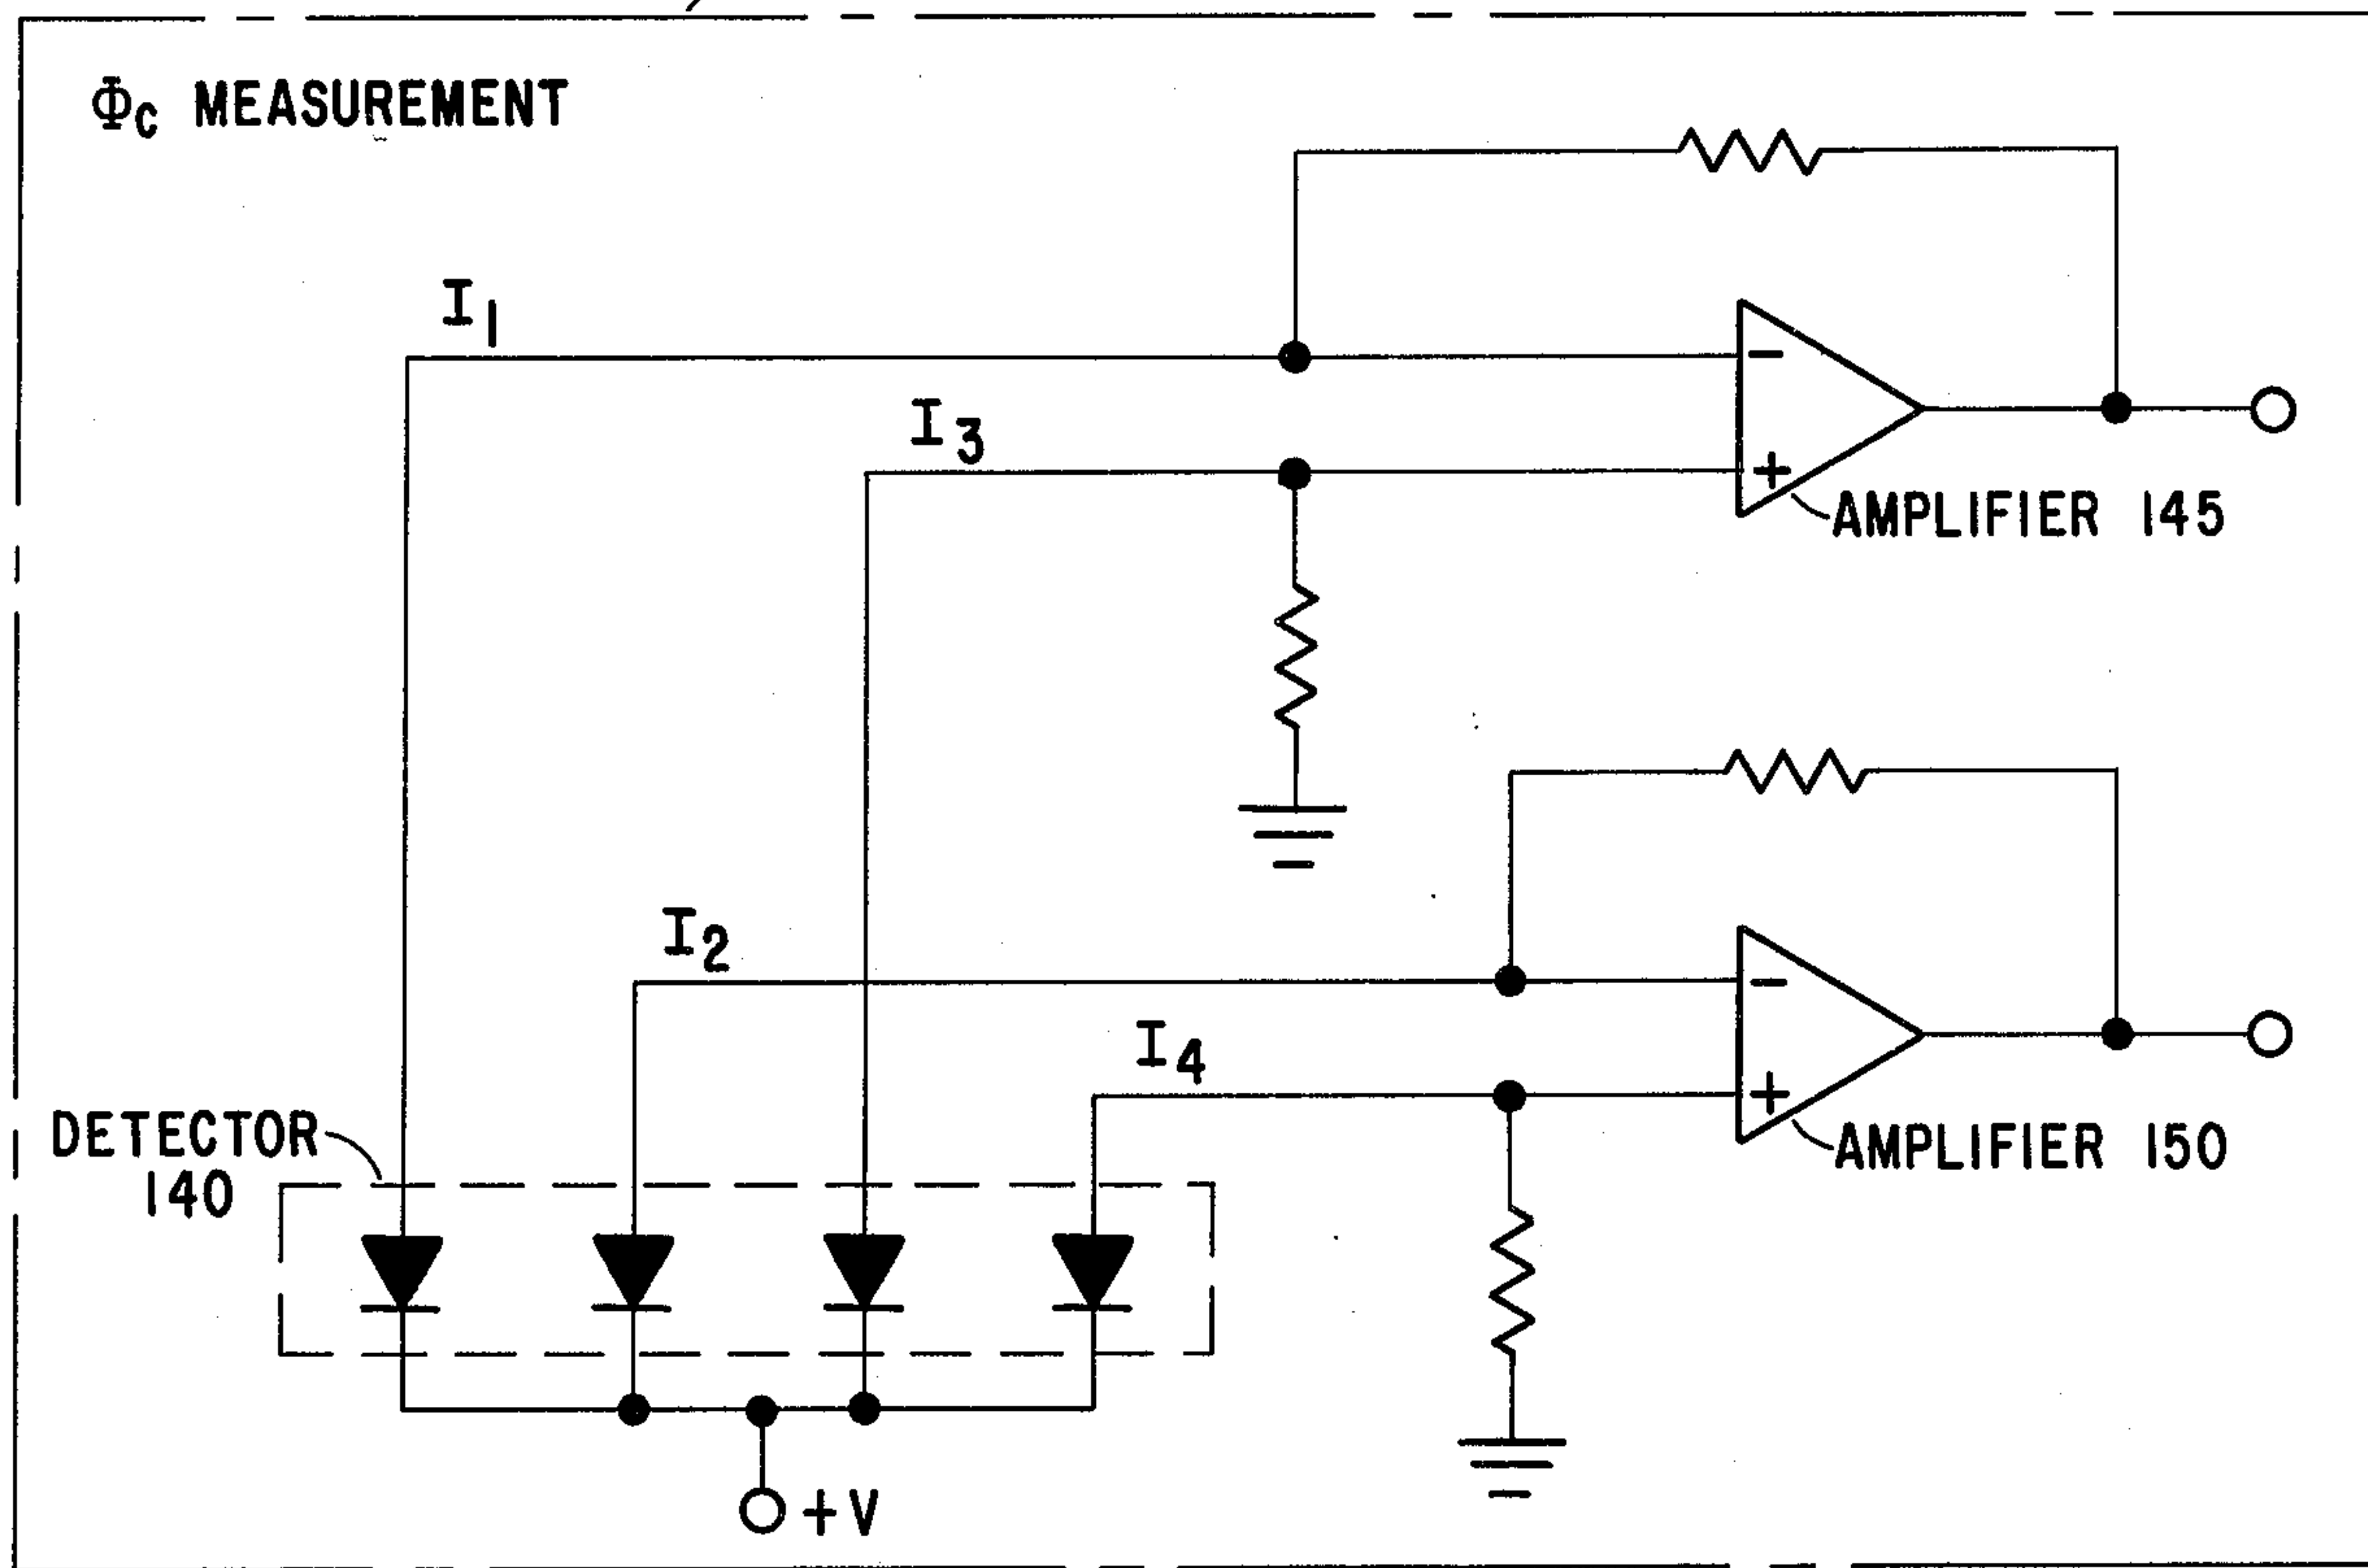 Φc MEASUREMENT
I1
I3
-
+
AMPLIFIER 145
I2
I4
-
+
AMPLIFIER 150
DETECTOR
140
+V